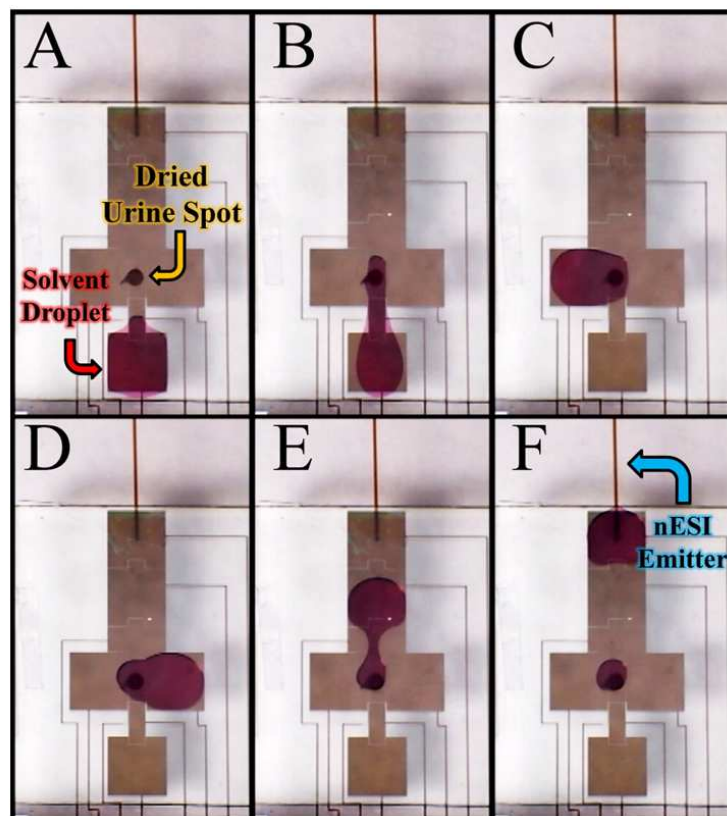 A
B
C
Dried
Urine Spot
Solvent
Droplet
D
E
F
nESI
Emitter